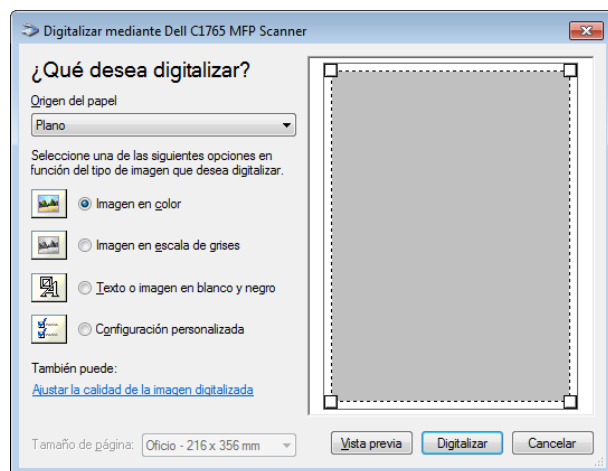 Digitalizar mediante Dell C1765 MFP Scanner
¿Qué desea digitalizar?
Origen del papel
Plano
Seleccione una de las siguientes opciones en
función del tipo de imagen que desea digitalizar.
Imagen en color
Imagen en escala de grises
Texto o imagen en blanco y negro
Configuración personalizada
También puede:
Ajustar la calidad de la imagen digitalizada
Tamaño de página: Oficio - 216 x 356 mm
Vista previa Digitalizar Cancelar